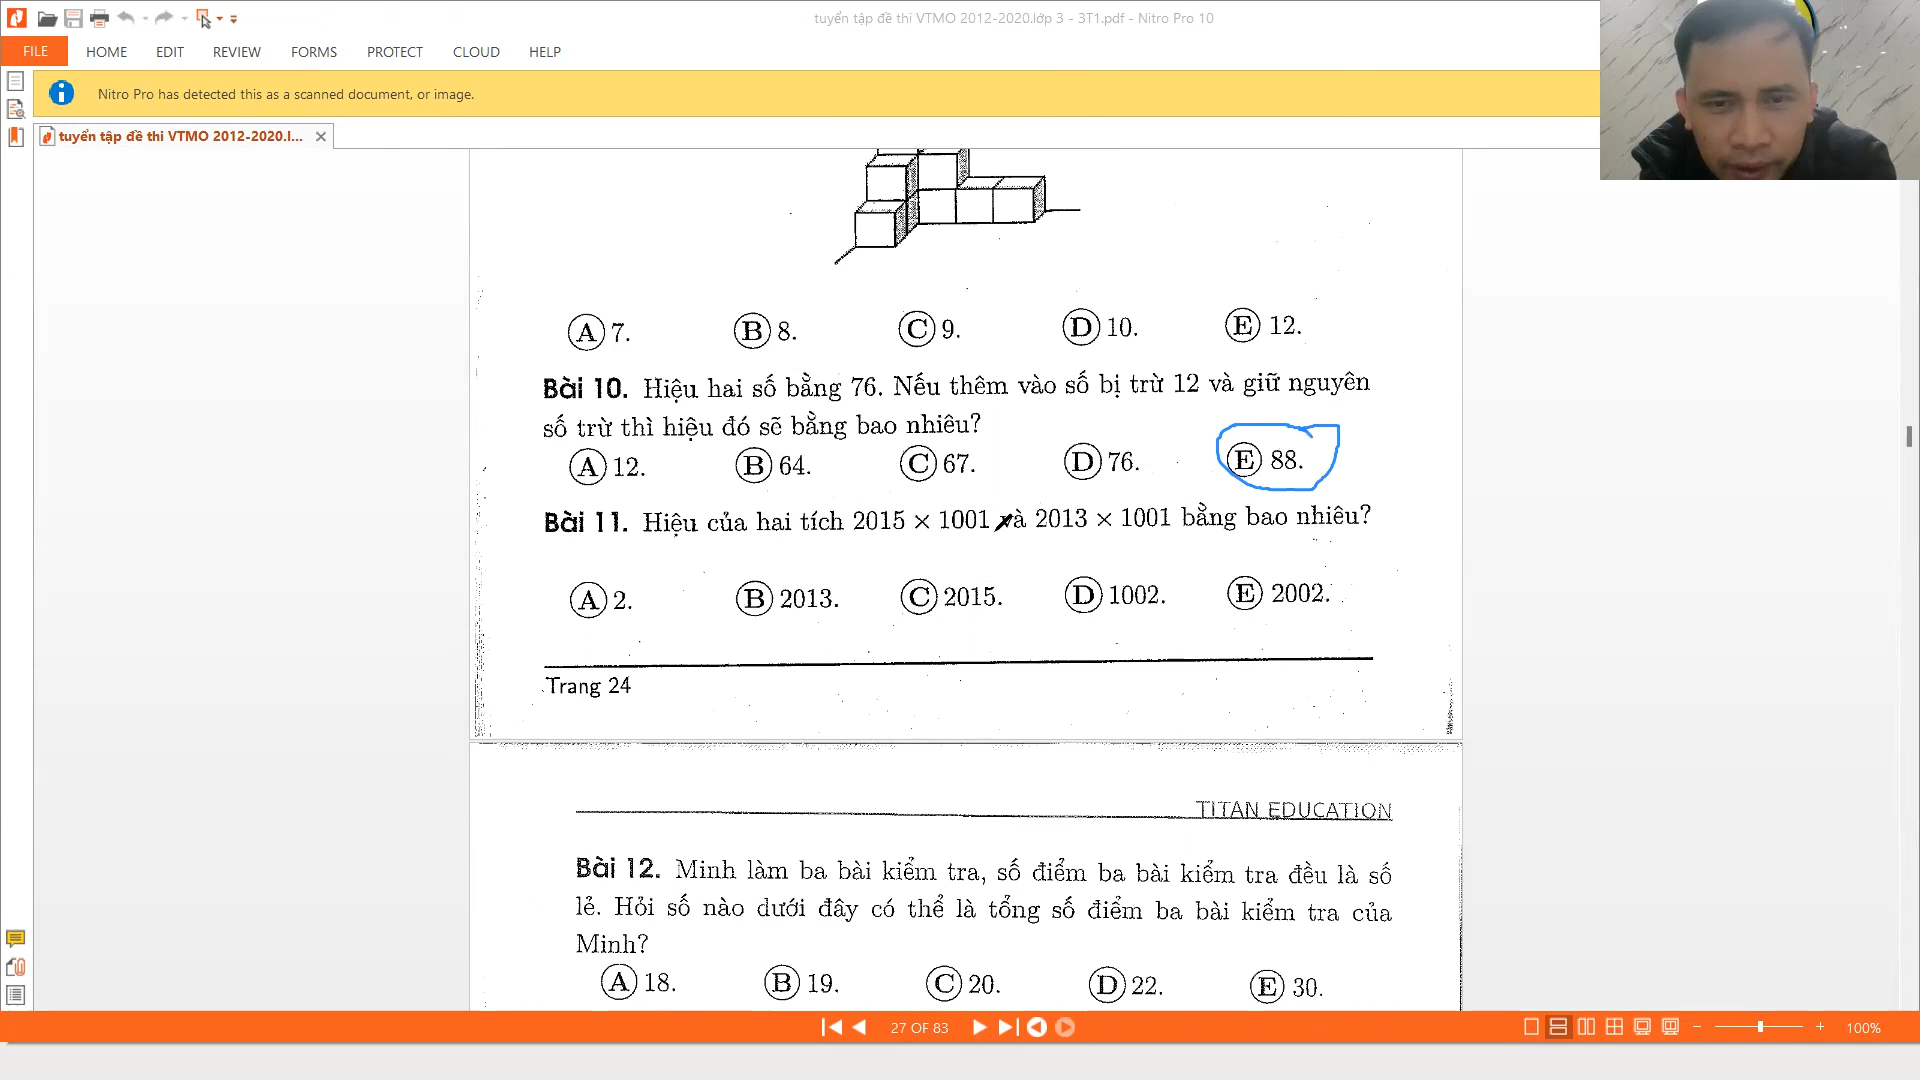 tuyển tập đề thi VTMO 2012-2020.lớp 3 - 3T1.pdf - Nitro Pro 10
FILE HOME EDIT REVIEW FORMS PROTECT CLOUD HELP
Nitro Pro has detected this as a scanned document, or image.
tuyển tập đề thi VTMO 2012-2020.l...
A 7. B 8. C 9. D 10. E 12.
Bài 10. Hiệu hai số bằng 76. Nếu thêm vào số bị trừ 12 và giữ nguyên
số trừ thì hiệu đó sẽ bằng bao nhiêu?
A 12. B 64. C 67. D 76. E 88.
Bài 11. Hiệu của hai tích 2015 × 1001 và 2013 × 1001 bằng bao nhiêu?
A 2. B 2013. C 2015. D 1002. E 2002.
Trang 24
TITAN EDUCATION
Bài 12. Minh làm ba bài kiểm tra, số điểm ba bài kiểm tra đều là số
lẻ. Hỏi số nào dưới đây có thể là tổng số điểm ba bài kiểm tra của
Minh?
A 18. B 19. C 20. D 22. E 30.
27 OF 83
100%